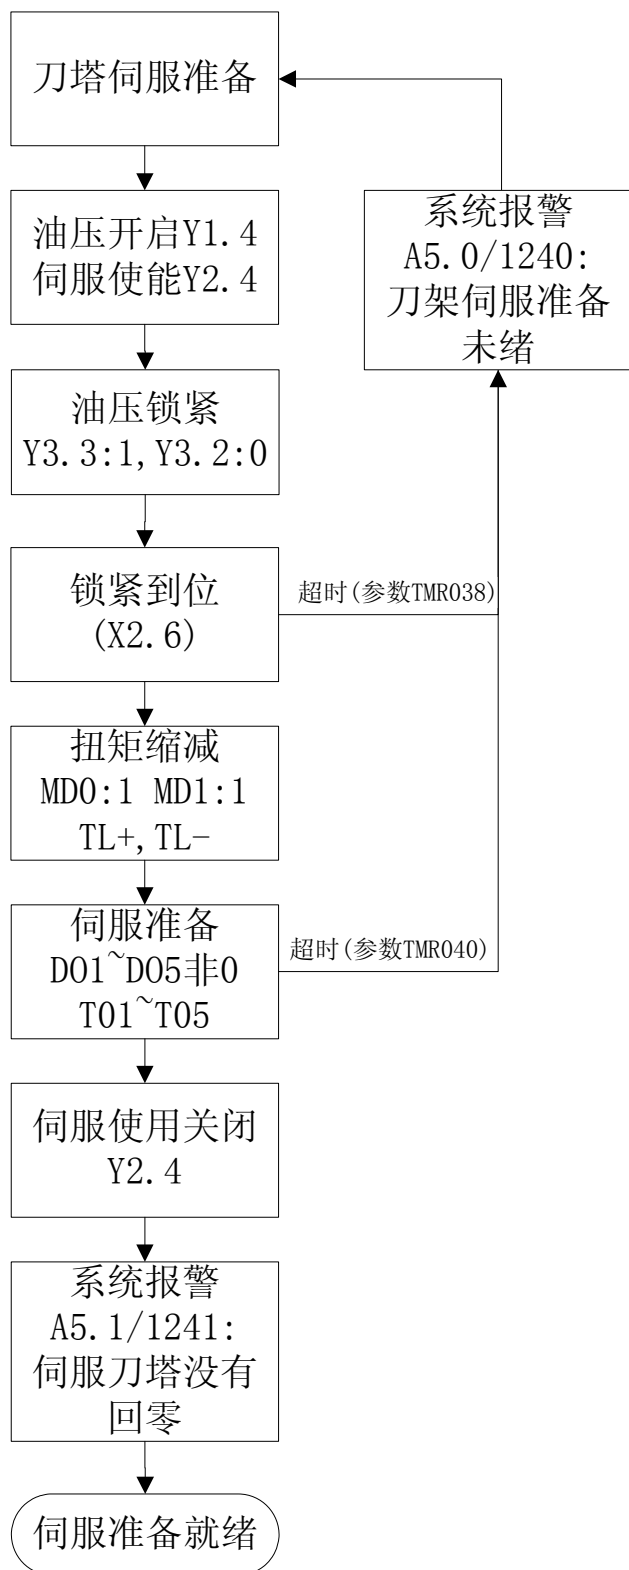 刀塔伺服准备
油压开启Y1.4
伺服使能Y2.4
系统报警
A5.0/1240:
刀架伺服准备
未绪
油压锁紧
Y3.3:1,Y3.2:0
锁紧到位
(X2.6)
超时(参数TMR038)
扭矩缩减
MD0:1 MD1:1
TL+,TL-
伺服准备
DO1~DO5非0
TO1~TO5
超时(参数TMR040)
伺服使用关闭
Y2.4
系统报警
A5.1/1241:
伺服刀塔没有
回零
伺服准备就绪